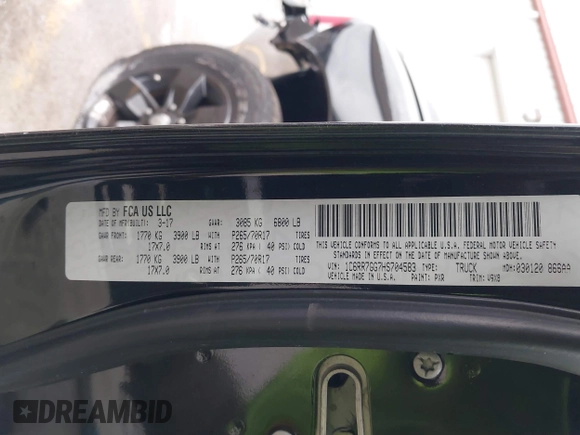 MFD BY FCA US LLC
DATE OF MFR(BUILT): 3-17 GVWR: 3085 KG 6800 LB
GAWR FRONT: 1770 KG 3900 LB WITH P265/70R17 TIRES
17X7.0 RIMS AT 276 KPA( 40 PSI) COLD
GAWR REAR: 1770 KG 3900 LB WITH P265/70R17 TIRES
17X7.0 RIMS AT 276 KPA( 40 PSI) COLD
THIS VEHICLE CONFORMS TO ALL APPLICABLE U.S.A. FEDERAL MOTOR VEHICLE
SAFETY STANDARDS IN EFFECT ON THE DATE OF MANUFACTURE SHOWN ABOVE.
VIN: 1C6RR7GG7HS704583 TYPE: TRUCK MDH:030120 866AA
VEHICLE MADE IN U.S.A. PAINT: PXR TRIM: V9X8
DREAMBID